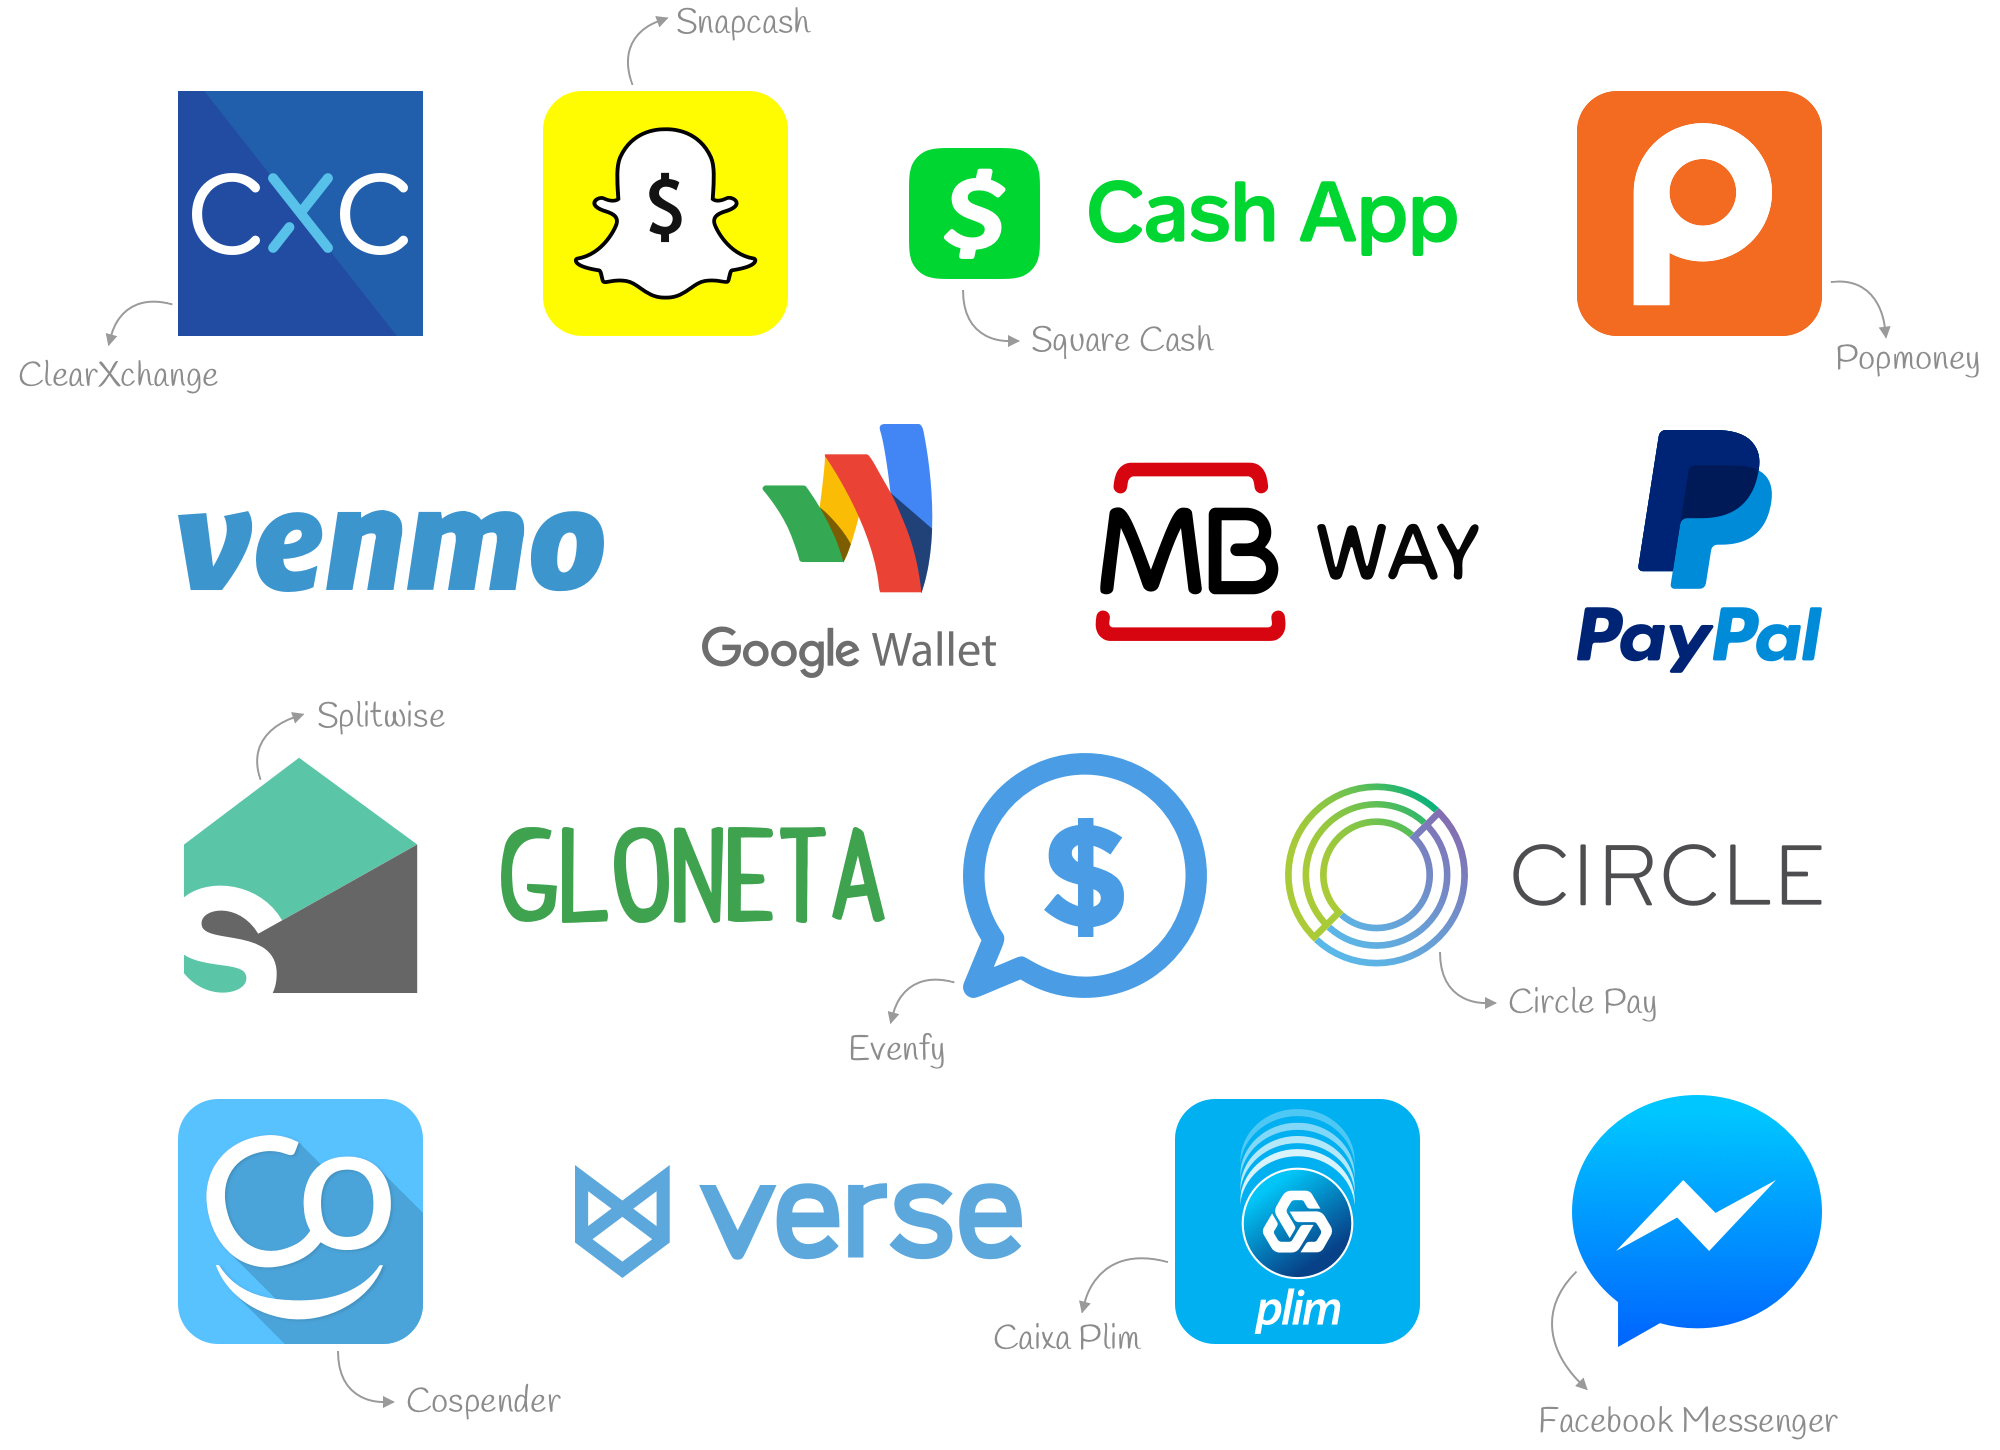 Snapcash
CXC
$
$
Cash App
P
Square Cash
ClearXchange
Popmoney
venmo
Google Wallet
MB WAY
PayPal
Splitwise
S
GLONETA
$
CIRCLE
Circle Pay
Evenfy
Co
verse
plim
Caixa Plim
Cospender
Facebook Messenger